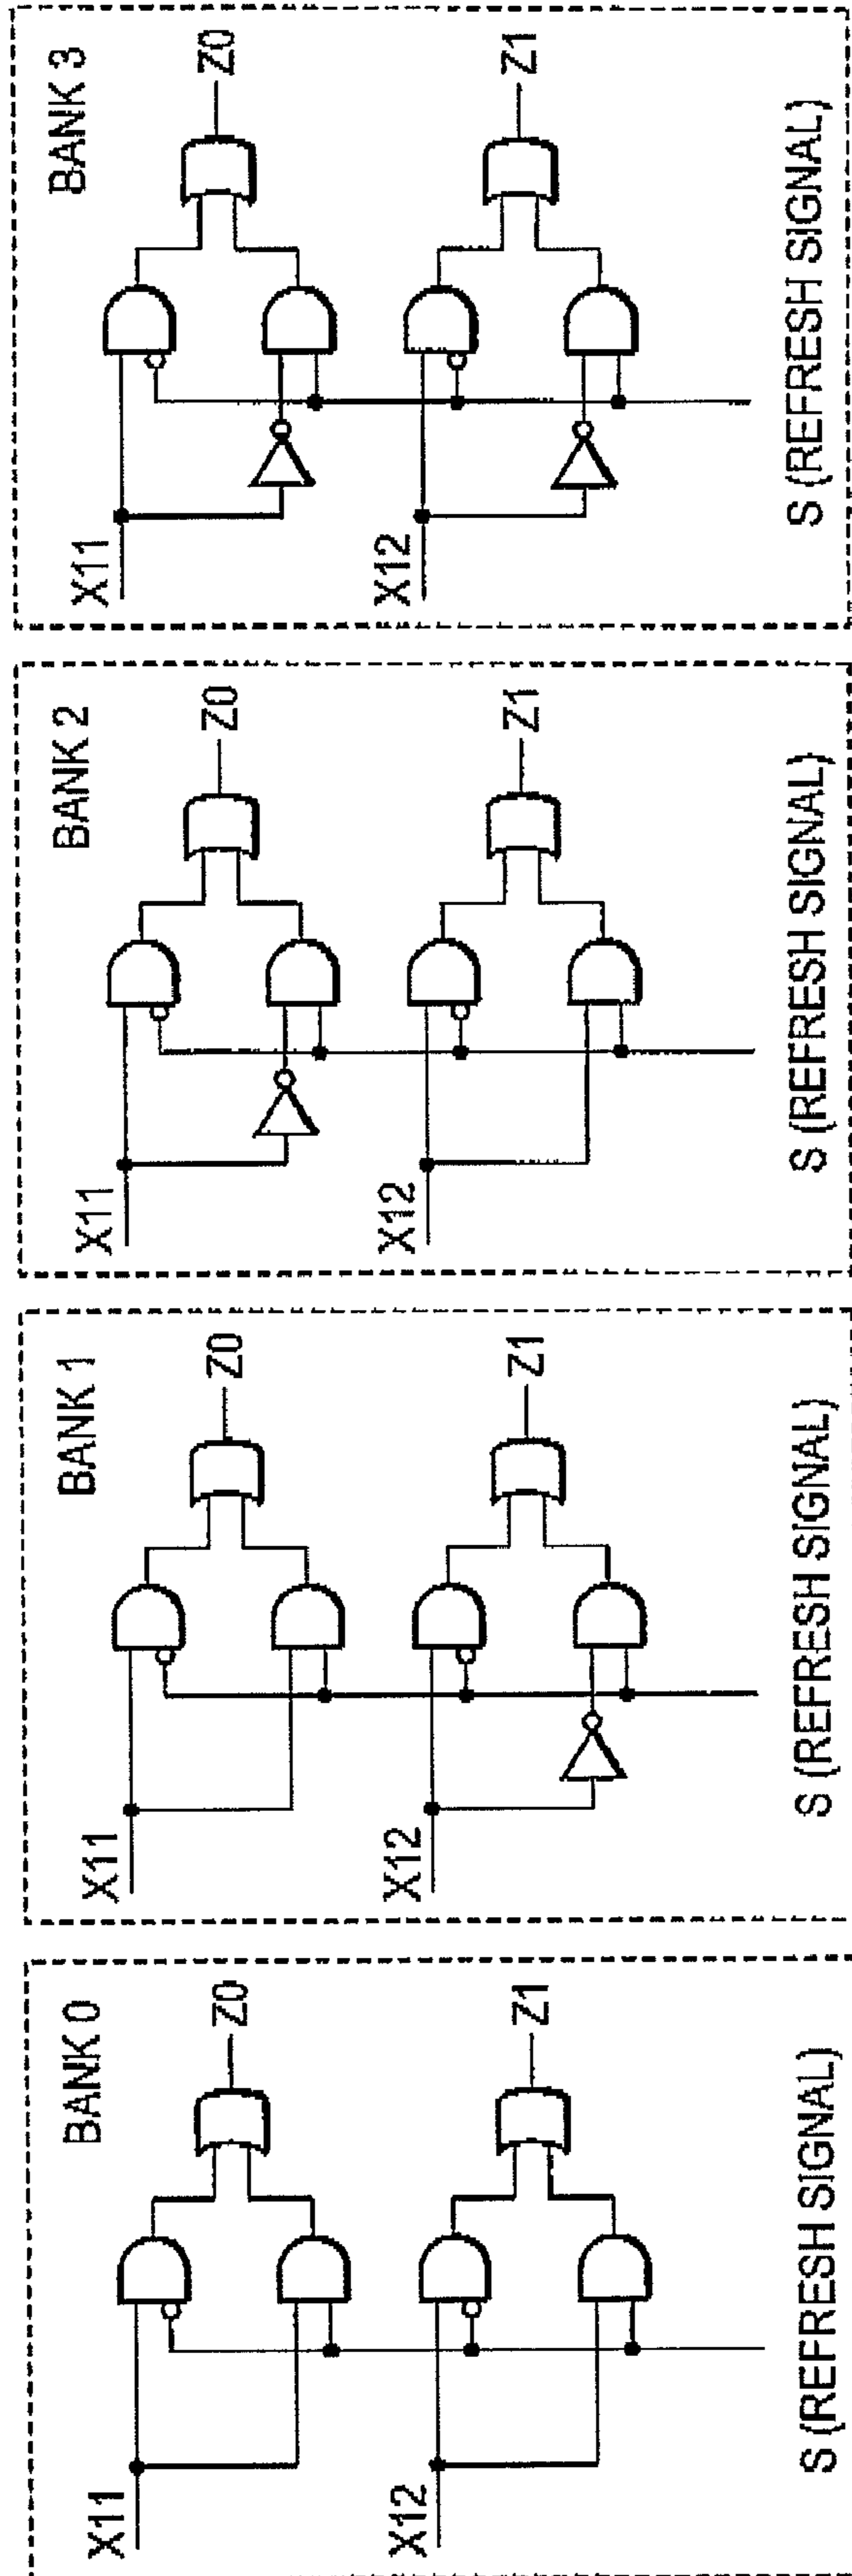 BANK 0
X11
Z0
X12
Z1
S (REFRESH SIGNAL)
BANK 1
X11
Z0
X12
Z1
S (REFRESH SIGNAL)
BANK 2
X11
Z0
X12
Z1
S (REFRESH SIGNAL)
BANK 3
X11
Z0
X12
Z1
S (REFRESH SIGNAL)